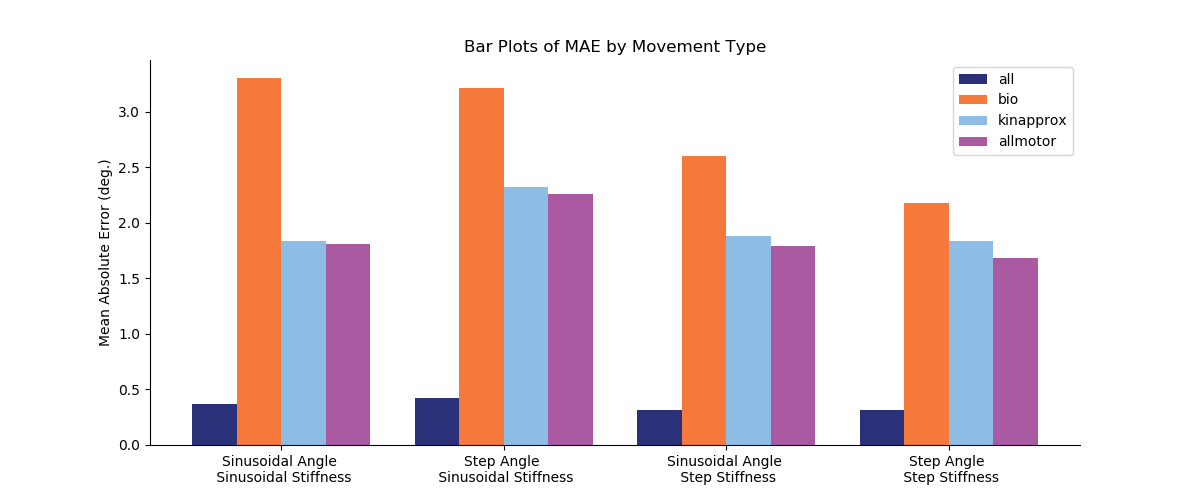 Bar Plots of MAE by Movement Type
all
bio
kinapprox
allmotor
Mean Absolute Error (deg.)
3.0
2.5
2.0
1.5
1.0
0.5
0.0
Sinusoidal Angle
Sinusoidal Stiffness
Step Angle
Sinusoidal Stiffness
Sinusoidal Angle
Step Stiffness
Step Angle
Step Stiffness